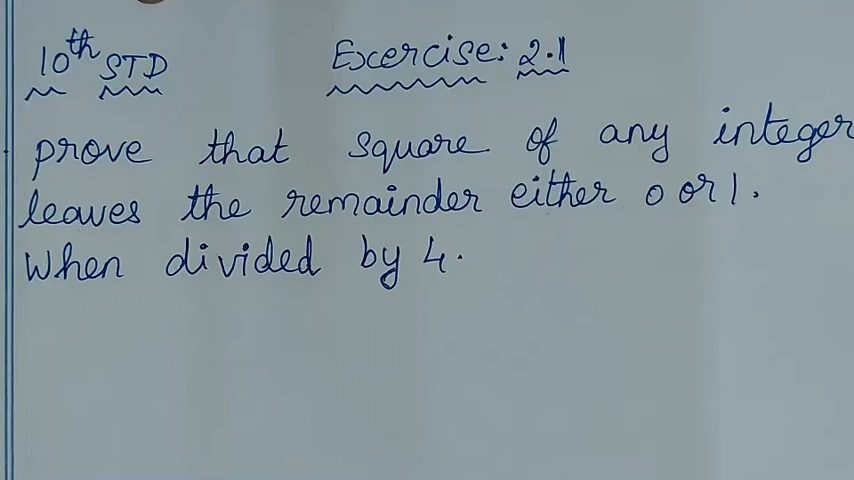 10th STD Exercise: 2.1
prove that square of any integer
leaves the remainder either 0 or 1.
When divided by 4.